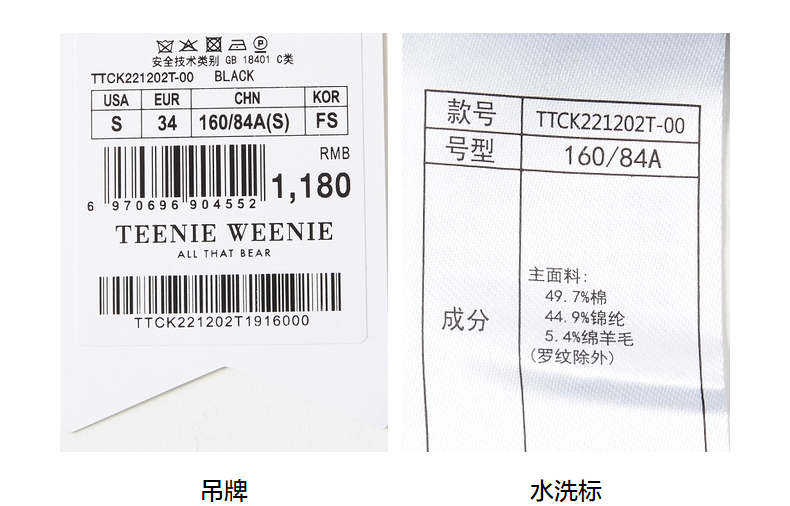 安全技术类别 GB 18401 C类
TTCK221202T-00 BLACK
USA EUR CHN KOR
S 34 160/84A(S) FS
RMB
1,180
6 970696 904552
TEENIE WEENIE
ALL THAT BEAR
TTCK221202T1916000
吊牌
款号 TTCK221202T-00
号型 160/84A
成分
主面料:
49.7%棉
44.9%锦纶
5.4%绵羊毛
(罗纹除外)
水洗标